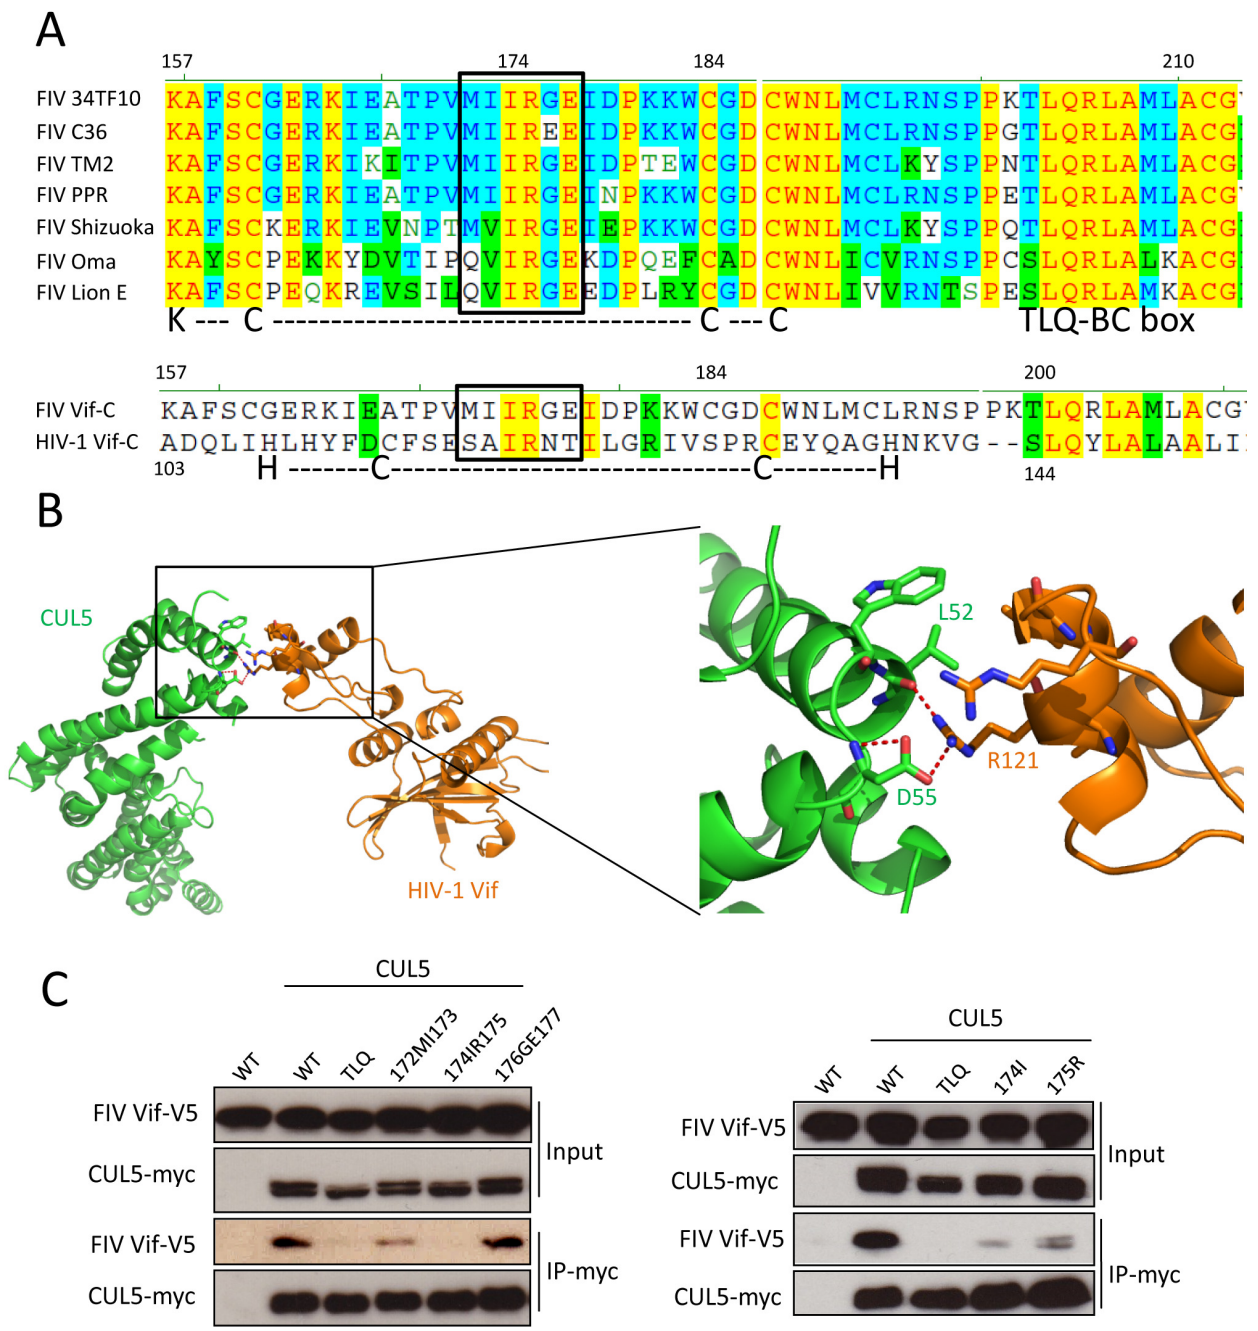 A
157 174 184 210
FIV 34TF10 KAFSCGERKIEATPVMIIRGEIDPKKWCGD CWNLMCLRNSPPKTLQRLAMLACG
FIV C36 KAFSCGERKIEATPVMIIREEIDPKKWCGD CWNLMCLRNSPPGTLQRLAMLACG
FIV TM2 KAFSCGERKIKITPVMIIRGEIDPTEWCGD CWNLMCLKYSPPNTLQRLAMLACG
FIV PPR KAFSCGERKIEATPVMIIRGEINPKKWCGD CWNLMCLRNSPPETLQRLAMLACG
FIV Shizuoka KAFSCKERKIEVNPTMVIRGEIEPKKWCGD CWNLMCLKYSPPQTLQRLAMLACG
FIV Oma KAYSCPEKKYDVTIPQVIRGEKDPQEFCAD CWNLICVRNSPPCSLQRLALKACG
FIV Lion E KAFSCPEQKREVSILQVIRGEEDPLRYCGD CWNLIVVRNTSPESLQRLAMKACG
K ---- C -------------------------------- C ---- C TLQ-BC box
157 184 200
FIV Vif-C KAFSCGERKIEATPVMIIRGEIDPKKWCGDCWNLMCLRNSP PKTLQRLAMLACG
HIV-1 Vif-C ADQLIHLHYFDCFSESAIRNTILGRIVSPRCEYQAGHNKVG --SLQYLALAALI
103 H ------- C ---------------------------- C --------- H 144
B
CUL5
HIV-1 Vif
L52
R121
D55
C
CUL5
WT WT TLQ 172MI173 174IR175 176GE177
FIV Vif-V5
CUL5-myc
Input
FIV Vif-V5
CUL5-myc
IP-myc
CUL5
WT WT TLQ 174I 175R
FIV Vif-V5
CUL5-myc
Input
FIV Vif-V5
CUL5-myc
IP-myc